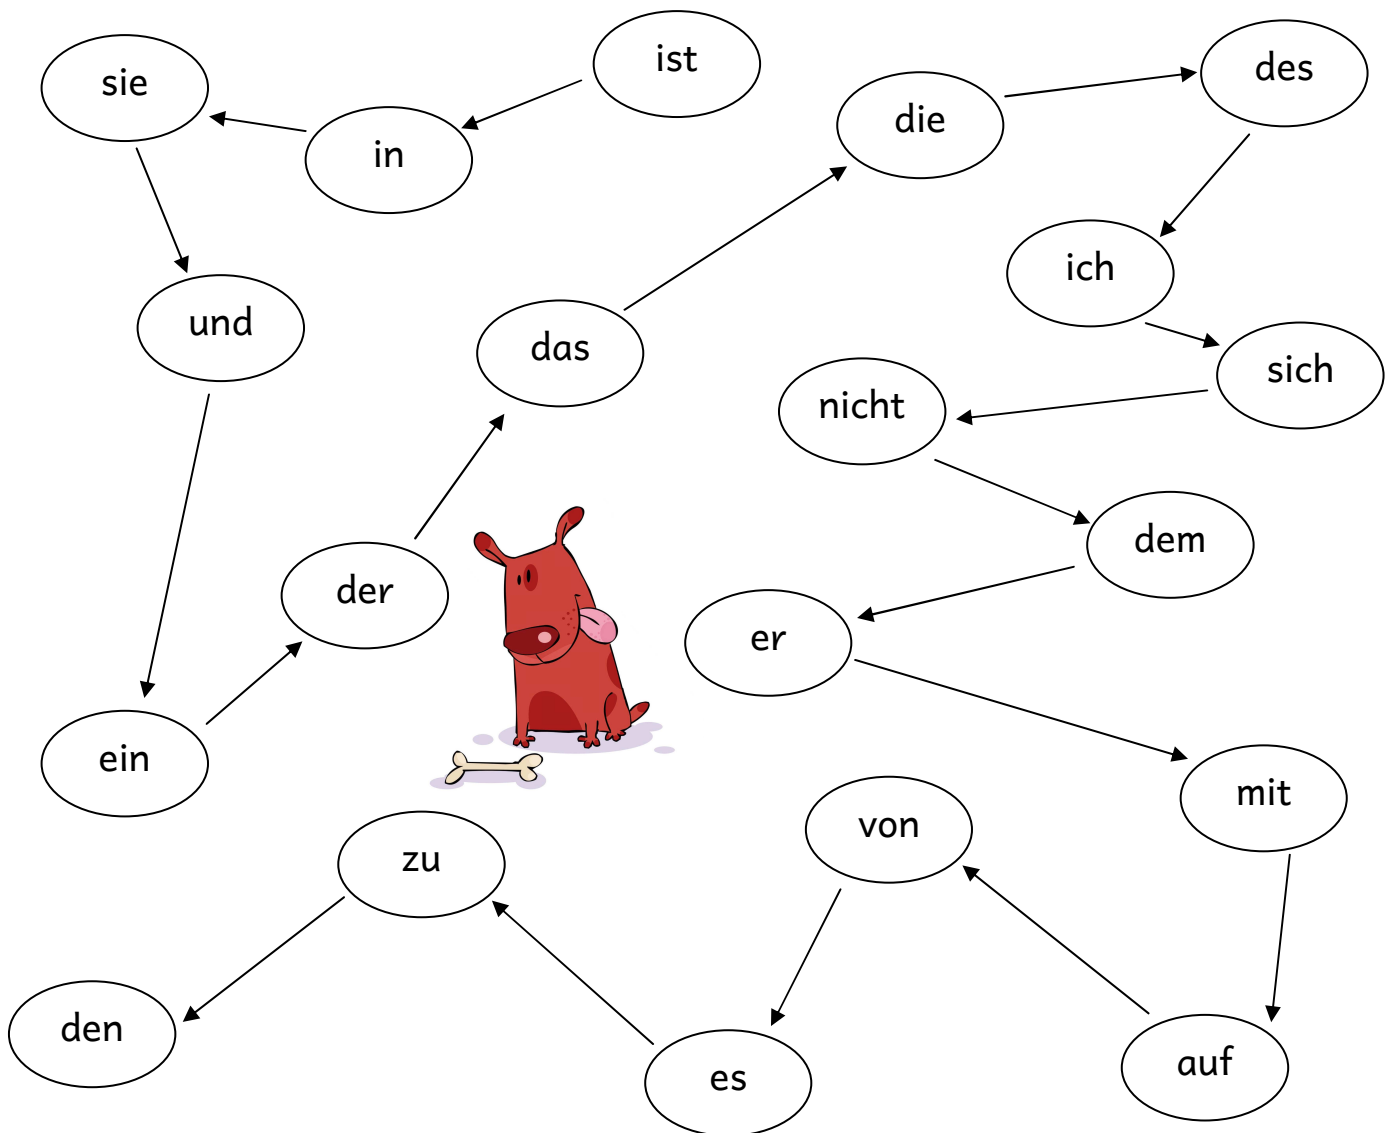 ist
in
sie
und
ein
der
das
die
des
ich
sich
nicht
dem
er
mit
auf
von
es
zu
den